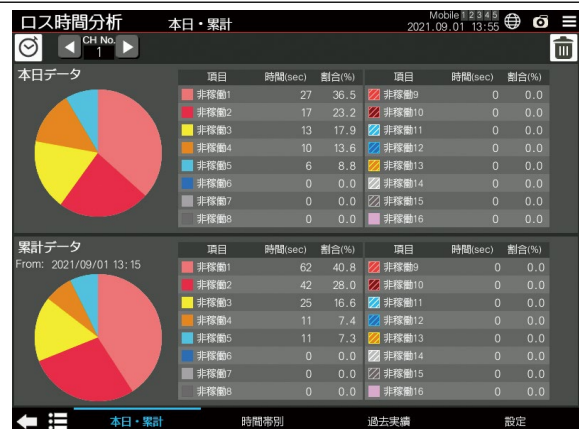 ロス時間分析 本日・累計 Mobile 1 2 3 4 5
2021.09.01 13:55
CH No.
1
本日データ
項目 時間(sec) 割合(%) 項目 時間(sec) 割合(%)
非稼働1 27 36.5 非稼働9 0 0.0
非稼働2 17 23.2 非稼働10 0 0.0
非稼働3 13 17.9 非稼働11 0 0.0
非稼働4 10 13.6 非稼働12 0 0.0
非稼働5 6 8.8 非稼働13 0 0.0
非稼働6 0 0.0 非稼働14 0 0.0
非稼働7 0 0.0 非稼働15 0 0.0
非稼働8 0 0.0 非稼働16 0 0.0
累計データ
From: 2021/09/01 13:15
項目 時間(sec) 割合(%) 項目 時間(sec) 割合(%)
非稼働1 62 40.8 非稼働9 0 0.0
非稼働2 42 28.0 非稼働10 0 0.0
非稼働3 25 16.6 非稼働11 0 0.0
非稼働4 11 7.4 非稼働12 0 0.0
非稼働5 11 7.3 非稼働13 0 0.0
非稼働6 0 0.0 非稼働14 0 0.0
非稼働7 0 0.0 非稼働15 0 0.0
非稼働8 0 0.0 非稼働16 0 0.0
本日・累計 時間帯別 過去実績 設定